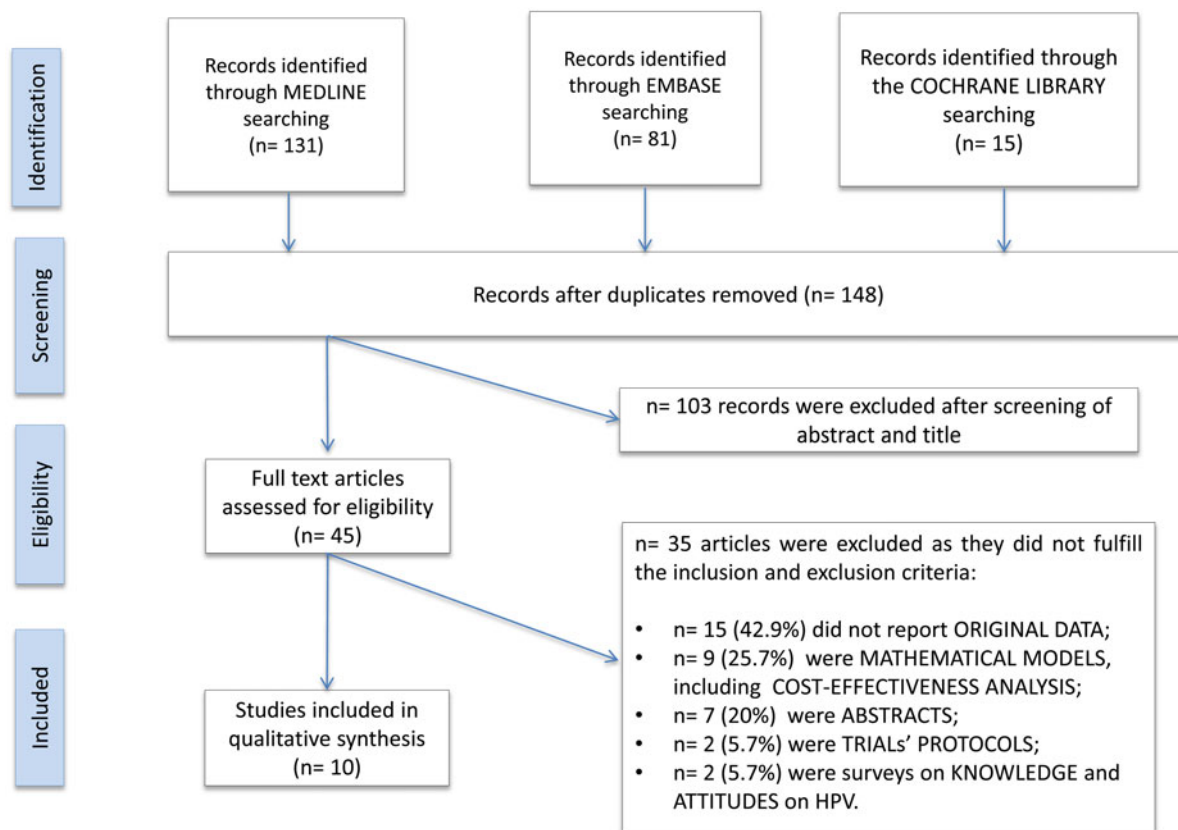 Identification
Records identified
through MEDLINE
searching
(n= 131)
Records identified
through EMBASE
searching
(n= 81)
Records identified through
the COCHRANE LIBRARY
searching
(n= 15)
Screening
Records after duplicates removed (n= 148)
n= 103 records were excluded after screening of
abstract and title
Eligibility
Full text articles
assessed for eligibility
(n= 45)
n= 35 articles were excluded as they did not fulfill
the inclusion and exclusion criteria:
• n= 15 (42.9%) did not report ORIGINAL DATA;
• n= 9 (25.7%) were MATHEMATICAL MODELS,
including COST-EFFECTIVENESS ANALYSIS;
• n= 7 (20%) were ABSTRACTS;
• n= 2 (5.7%) were TRIALs’ PROTOCOLS;
• n= 2 (5.7%) were surveys on KNOWLEDGE and
ATTITUDES on HPV.
Included
Studies included in
qualitative synthesis
(n= 10)